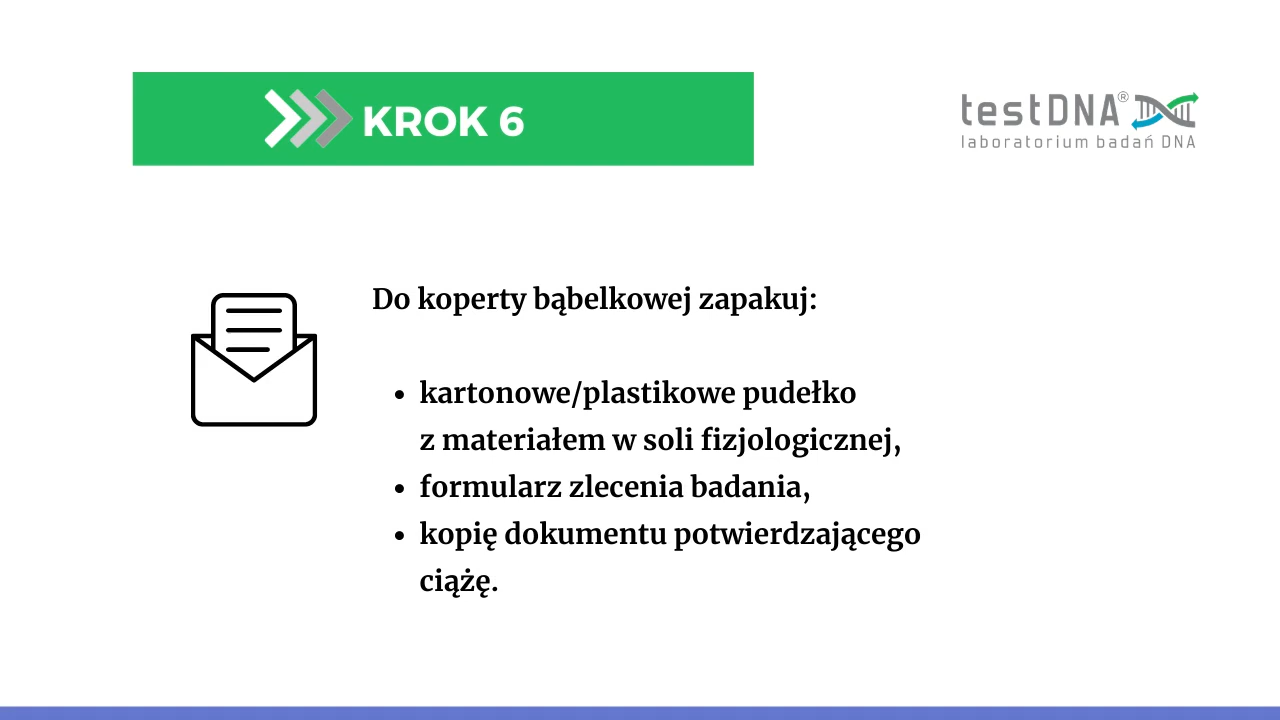 KROK 6
testDNA®
laboratorium badań DNA
Do koperty bąbelkowej zapakuj:
• kartonowe/plastikowe pudełko
z materiałem w soli fizjologicznej,
• formularz zlecenia badania,
• kopię dokumentu potwierdzającego
ciążę.